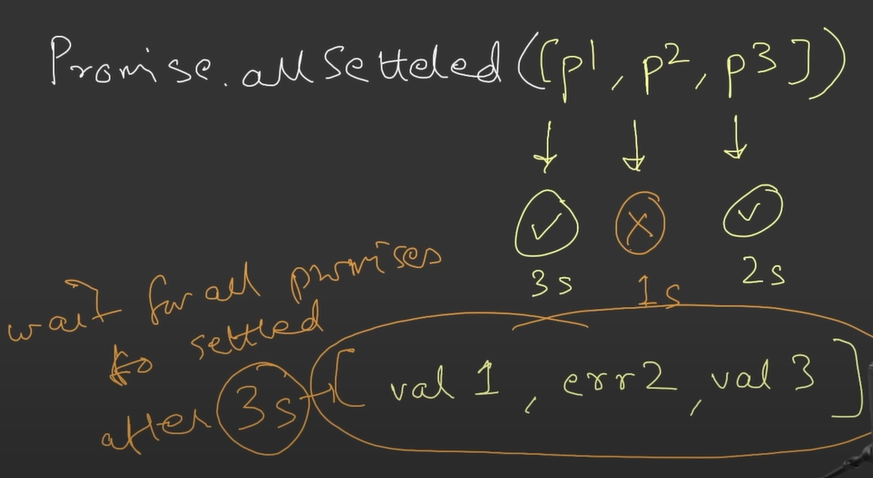 Promise.allSetteled([p1, p2, p3])
3s 1s 2s
wait for all promises
to settled
after 3s → [val 1, err2, val 3]